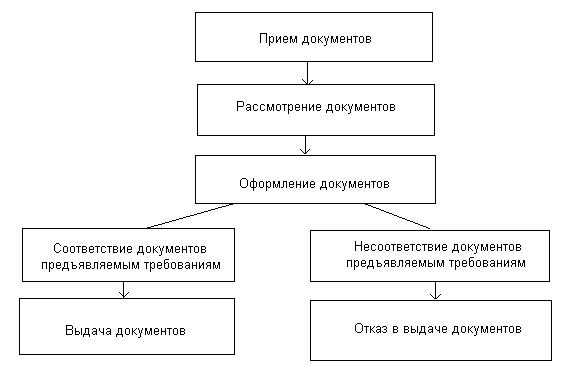 Прием документов
Рассмотрение документов
Оформление документов
Соответствие документов
предъявляемым требованиям
Несоответствие документов
предъявляемым требованиям
Выдача документов
Отказ в выдаче документов